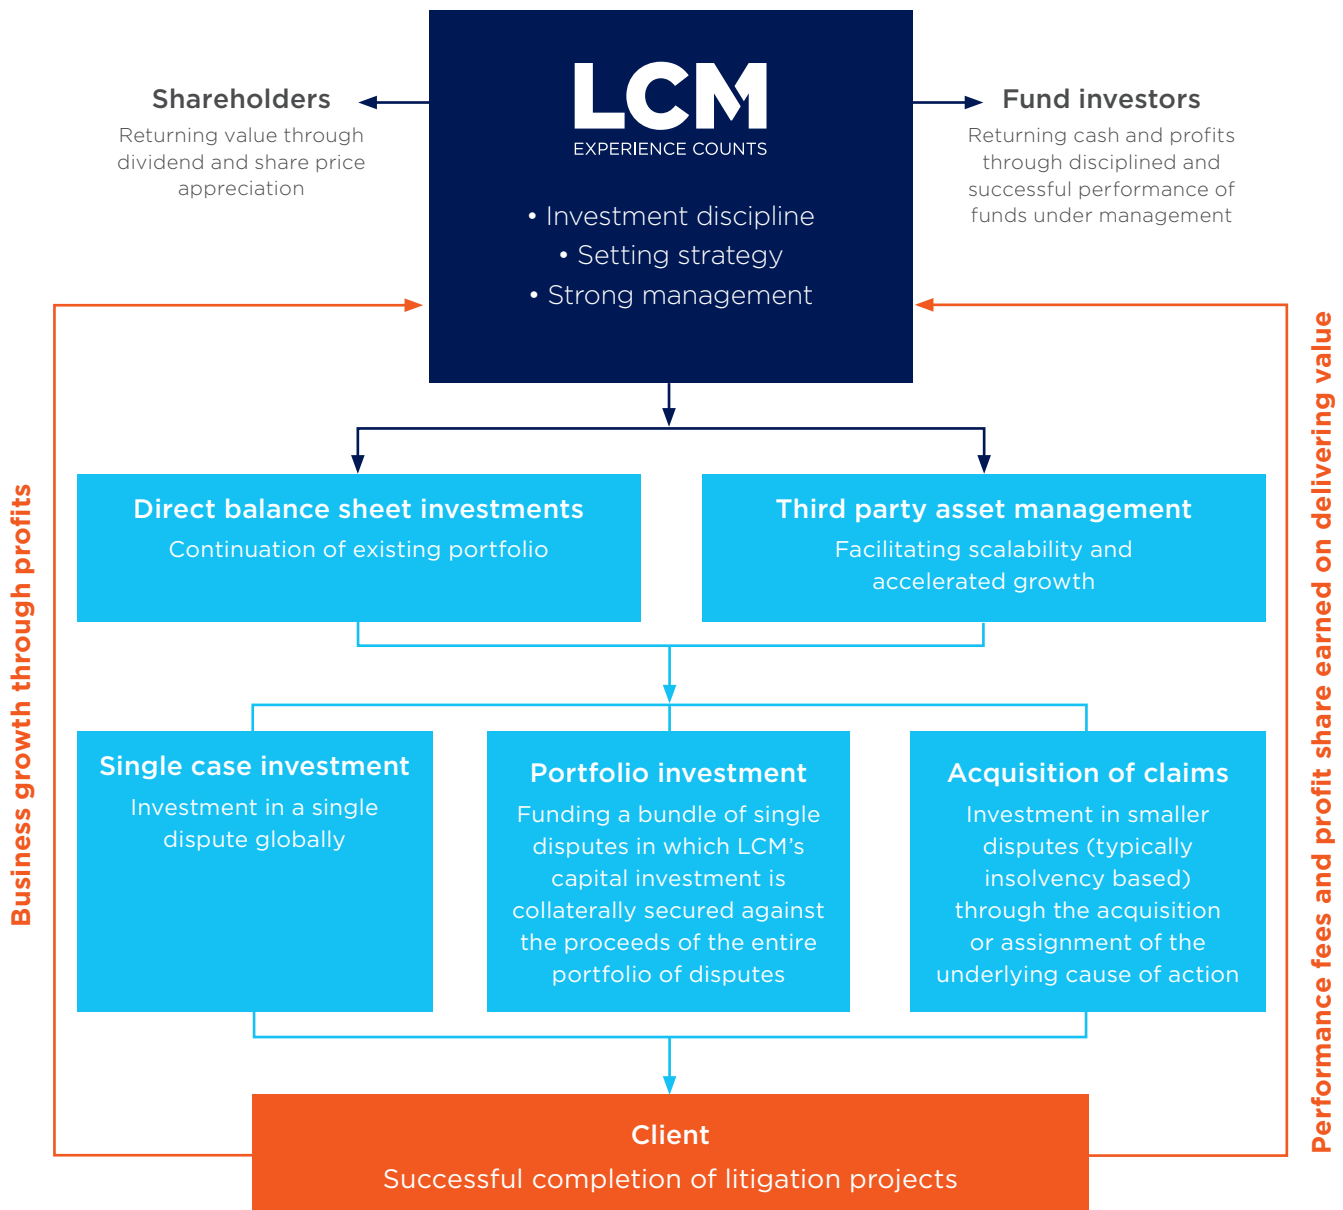 LCM
EXPERIENCE COUNTS
• Investment discipline
• Setting strategy
• Strong management
Shareholders
Returning value through
dividend and share price
appreciation
Fund investors
Returning cash and profits
through disciplined and
successful performance of
funds under management
Business growth through profits
Performance fees and profit share earned on delivering value
Direct balance sheet investments
Continuation of existing portfolio
Third party asset management
Facilitating scalability and
accelerated growth
Single case investment
Investment in a single
dispute globally
Portfolio investment
Funding a bundle of single
disputes in which LCM’s
capital investment is
collaterally secured against
the proceeds of the entire
portfolio of disputes
Acquisition of claims
Investment in smaller
disputes (typically
insolvency based)
through the acquisition
or assignment of the
underlying cause of action
Client
Successful completion of litigation projects